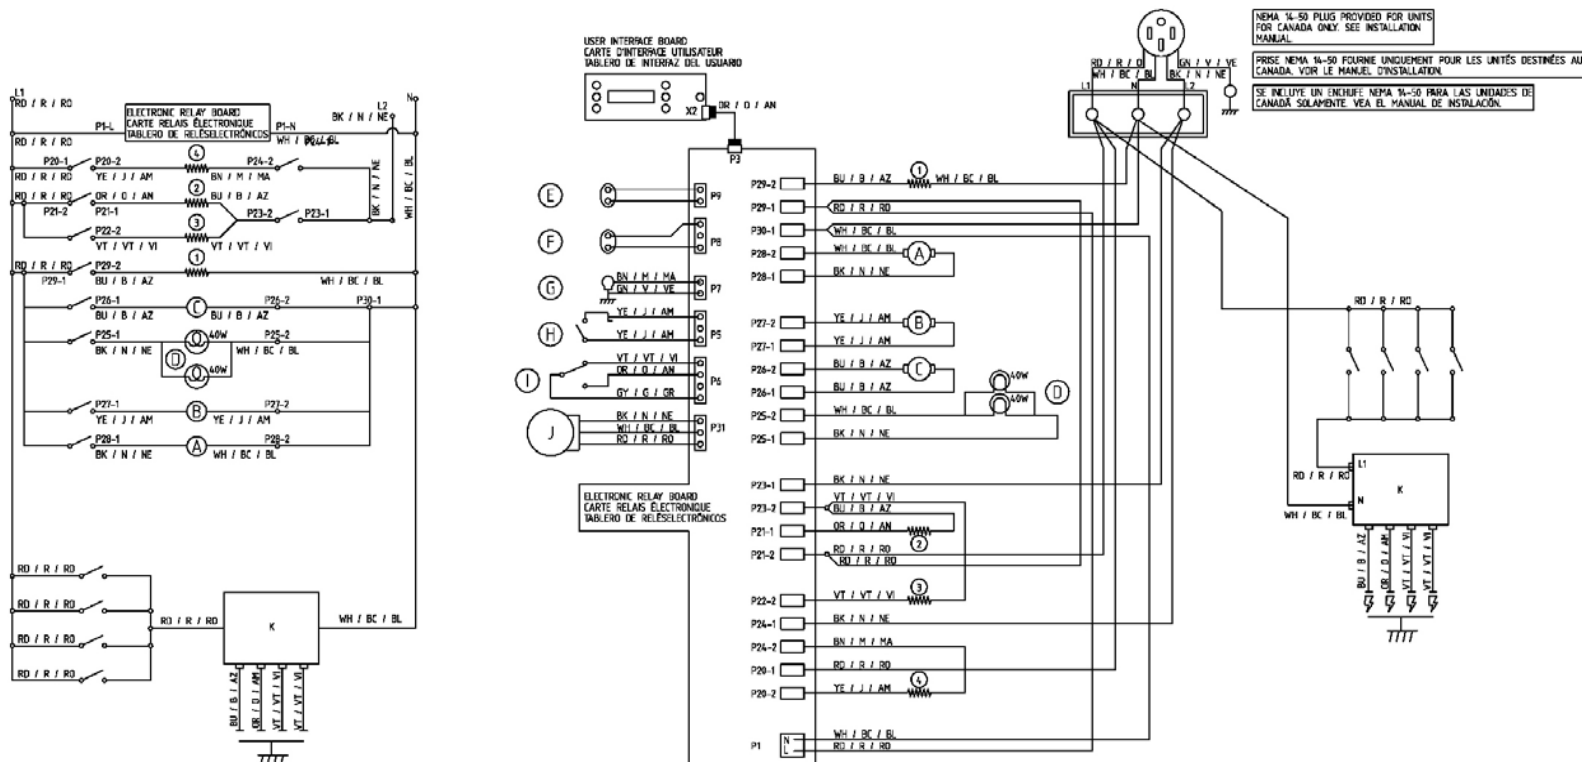 L1
RD / R / RO
ELECTRONIC RELAY BOARD
CARTE RELAIS ÉLECTRONIQUE
TABLERO DE RELÉSELECTRÓNICOS
P1-L
P1-N
L2
BK / N / NE
N
RD / R / RO
WH / BC / BL
P20-1
P20-2
4
P24-2
RD / R / RO
YE / J / AM
BN / M / MA
BK / N / NE
WH / BC / BL
RD / R / RO
OR / O / AN
2
BU / B / AZ
P21-2
P21-1
P23-2
P23-1
P22-2
3
VT / VT / VI
VT / VT / VI
RD / R / RO
P29-2
1
P29-1
BU / B / AZ
WH / BC / BL
P26-1
C
P26-2
P30-1
BU / B / AZ
BU / B / AZ
P25-1
40W
P25-2
BK / N / NE
D
WH / BC / BL
40W
P27-1
B
P27-2
YE / J / AM
YE / J / AM
P28-1
A
P28-2
BK / N / NE
WH / BC / BL
RD / R / RO
RD / R / RO
RD / R / RO
RD / R / RO
RD / R / RO
K
WH / BC / BL
BU / B / AZ
OR / O / AM
VT / VT / VI
VT / VT / VI
USER INTERFACE BOARD
CARTE D'INTERFACE UTILISATEUR
TABLERO DE INTERFAZ DEL USUARIO
X2
OR / O / AN
P3
E
P9
F
P8
G
BN / M / MA
GN / V / VE
P7
H
YE / J / AM
YE / J / AM
P5
I
VT / VT / VI
OR / O / AN
GY / G / GR
P6
J
BK / N / NE
WH / BC / BL
RD / R / RO
P31
ELECTRONIC RELAY BOARD
CARTE RELAIS ÉLECTRONIQUE
TABLERO DE RELÉSELECTRÓNICOS
P29-2
BU / B / AZ
1
WH / BC / BL
P29-1
RD / R / RO
P30-1
WH / BC / BL
P28-2
WH / BC / BL
A
P28-1
BK / N / NE
P27-2
YE / J / AM
B
P27-1
YE / J / AM
P26-2
BU / B / AZ
C
P26-1
BU / B / AZ
40W
40W
D
P25-2
WH / BC / BL
P25-1
BK / N / NE
P23-1
BK / N / NE
P23-2
VT / VT / VI
BU / B / AZ
P21-1
OR / O / AN
2
P21-2
RD / R / RO
RD / R / RO
P22-2
VT / VT / VI
3
P24-1
BK / N / NE
P24-2
BN / M / MA
P20-1
RD / R / RO
P20-2
YE / J / AM
4
P1
N
L
WH / BC / BL
RD / R / RO
RD / R / O
GN / V / VE
WH / BC / BL
BK / N / NE
L1
N
L2
NEMA 14-50 PLUG PROVIDED FOR UNITS
FOR CANADA ONLY. SEE INSTALLATION
MANUAL.
PRISE NEMA 14-50 FOURNIE UNIQUEMENT POUR LES UNITÉS DESTINÉES AU
CANADA. VOIR LE MANUEL D'INSTALLATION.
SE INCLUYE UN ENCHUFE NEMA 14-50 PARA LAS UNIDADES DE
CANADÁ SOLAMENTE. VEA EL MANUAL DE INSTALACIÓN.
RD / R / RO
RD / R / RO
L1
K
N
WH / BC / BL
BU / B / AZ
OR / O / AM
VT / VT / VI
VT / VT / VI